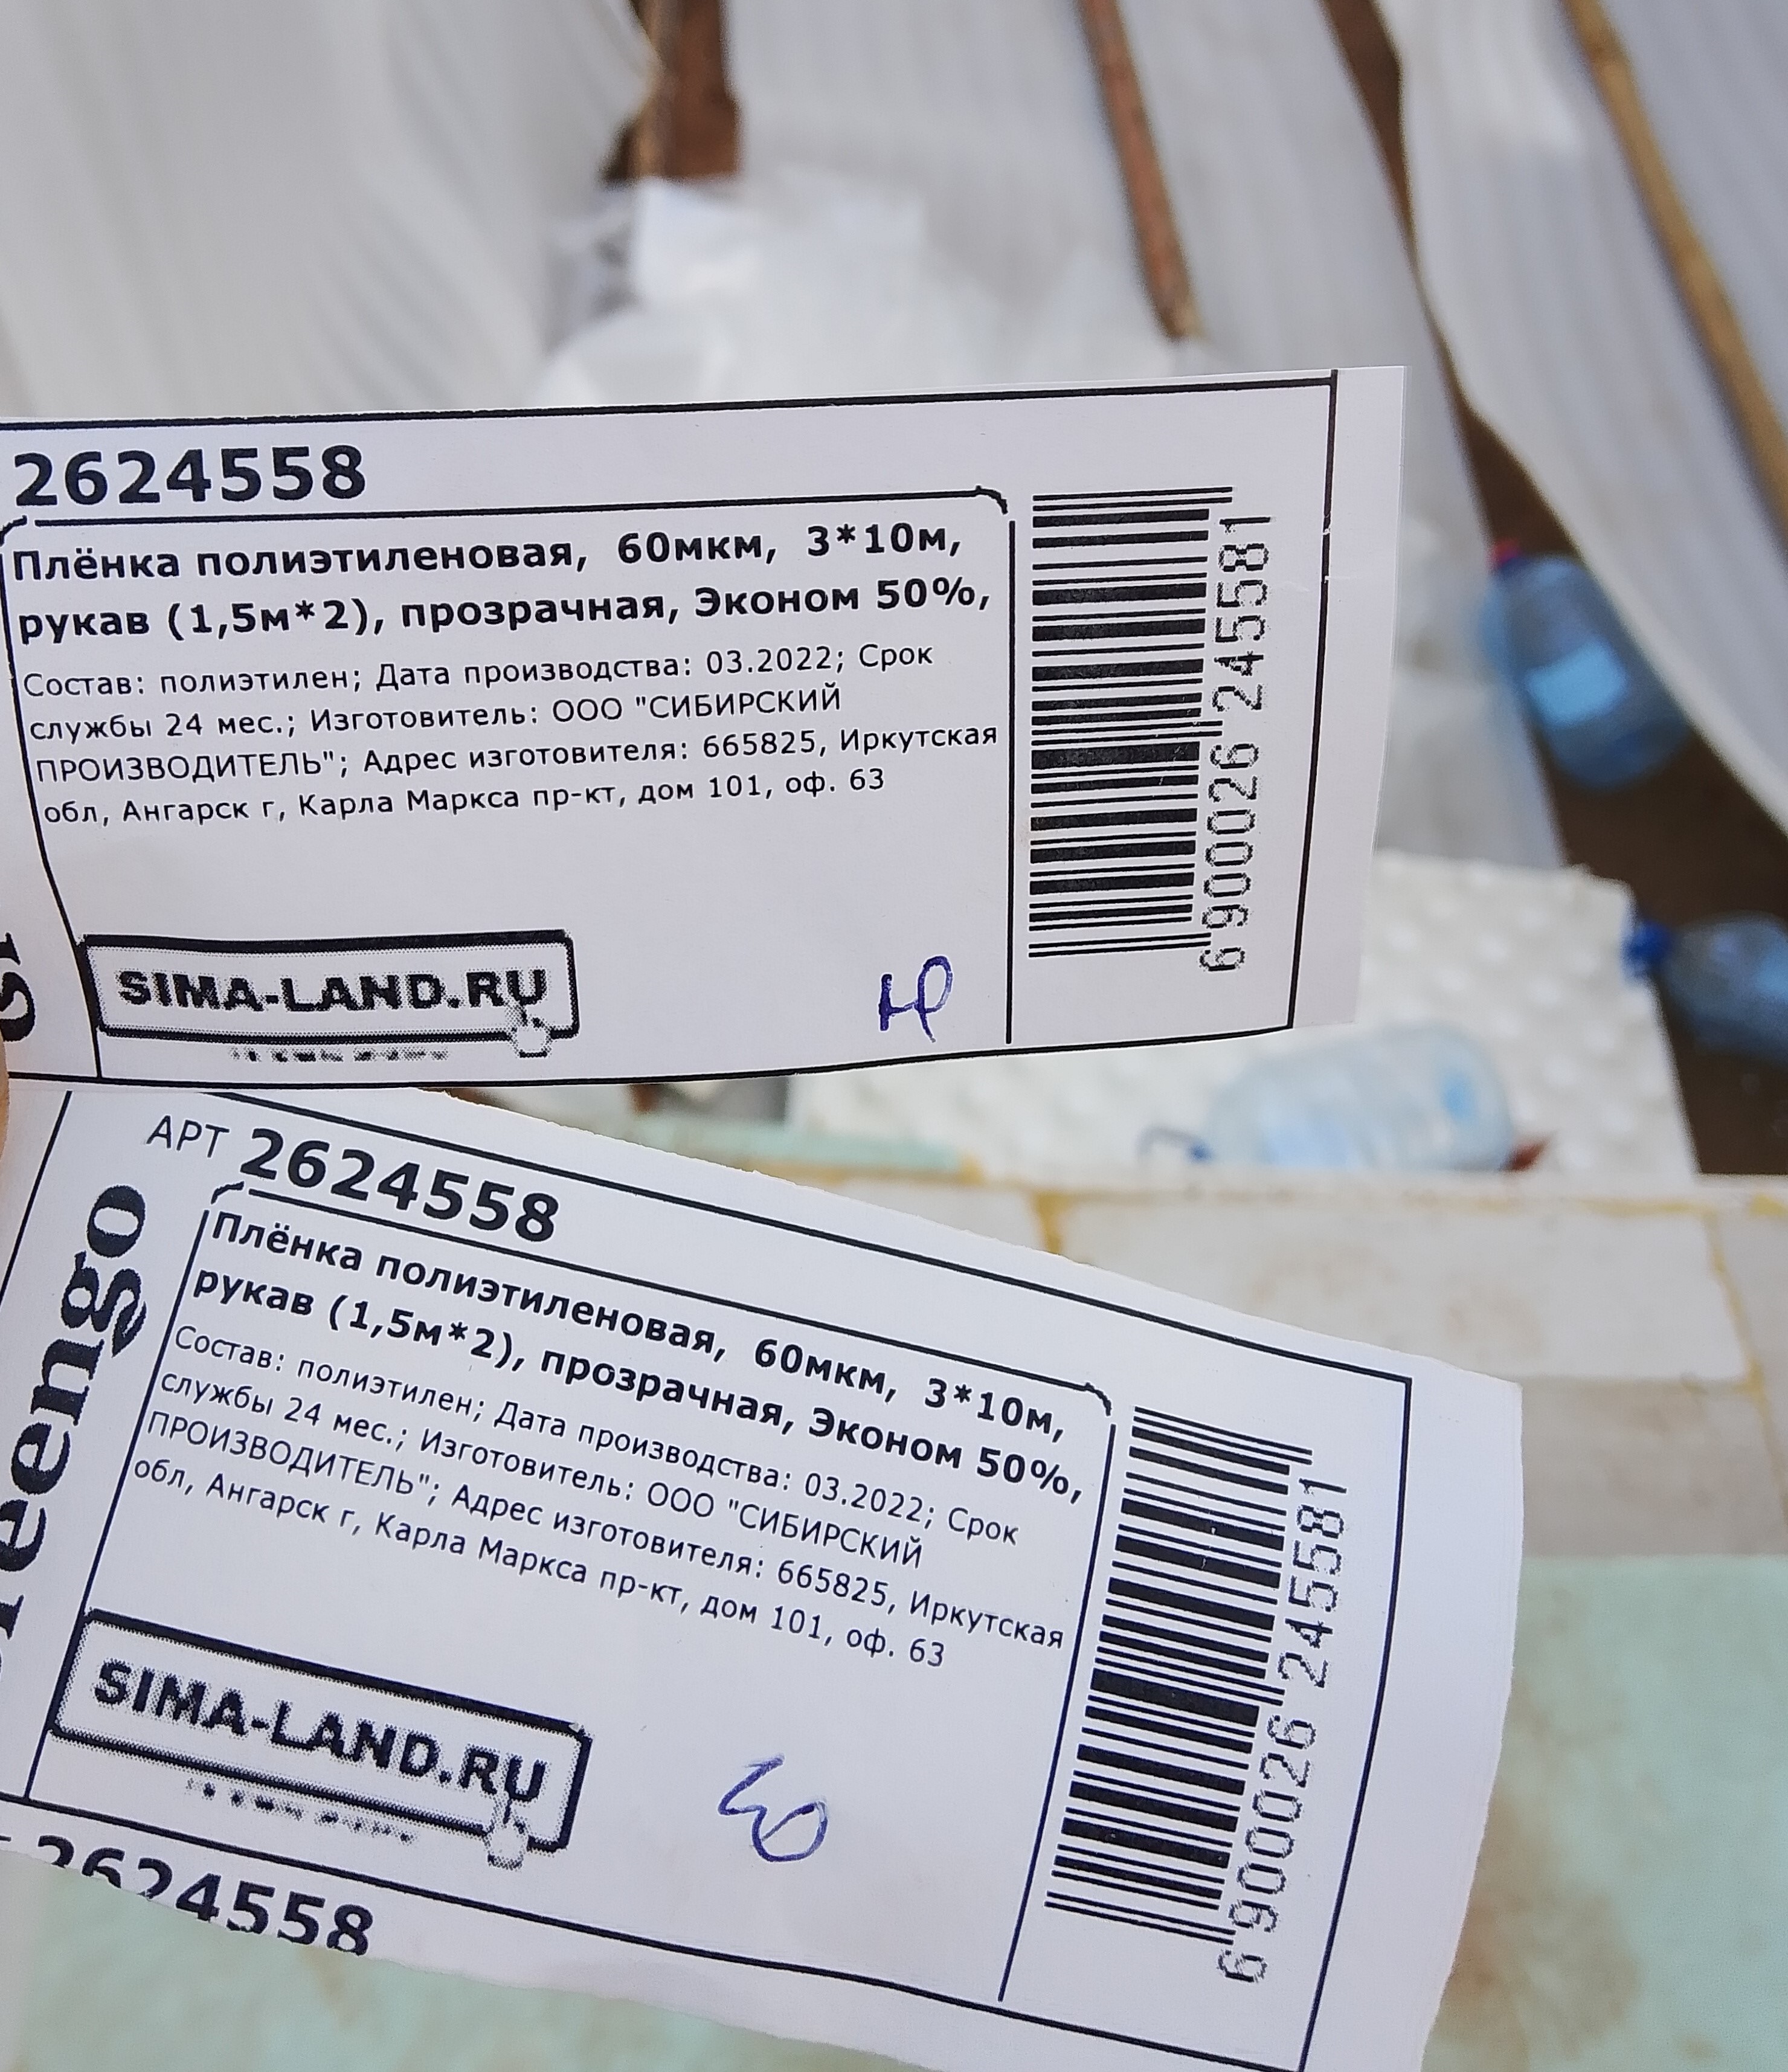 2624558
Плёнка полиэтиленовая, 60мкм, 3*10м,
рукав (1,5м*2), прозрачная, Эконом 50%,
Состав: полиэтилен; Дата производства: 03.2022; Срок
службы 24 мес.; Изготовитель: ООО "СИБИРСКИЙ
ПРОИЗВОДИТЕЛЬ"; Адрес изготовителя: 665825, Иркутская
обл, Ангарск г, Карла Маркса пр-кт, дом 101, оф. 63
SIMA-LAND.RU
6 900026 245581
АРТ 2624558
Плёнка полиэтиленовая, 60мкм, 3*10м,
рукав (1,5м*2), прозрачная, Эконом 50%,
Состав: полиэтилен; Дата производства: 03.2022; Срок
службы 24 мес.; Изготовитель: ООО "СИБИРСКИЙ
ПРОИЗВОДИТЕЛЬ"; Адрес изготовителя: 665825, Иркутская
обл, Ангарск г, Карла Маркса пр-кт, дом 101, оф. 63
reengo
SIMA-LAND.RU
6 900026 245581
2624558